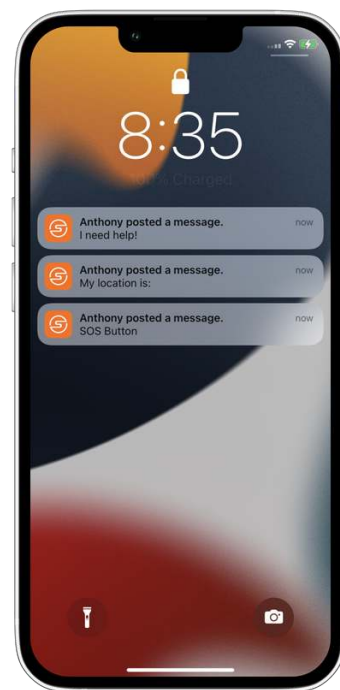 8:35
Charged
Anthony posted a message. now
I need help!
Anthony posted a message. now
My location is:
Anthony posted a message. now
SOS Button